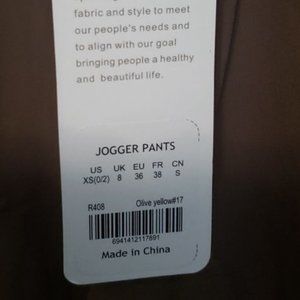 fabric and style to meet
our people's needs and
to align with our goal
bringing people a healthy
and beautiful life.
JOGGER PANTS
US UK EU FR CN
XS(0/2) 8 36 38 S
R408 Olive yellow#17
6941412117691
Made in China